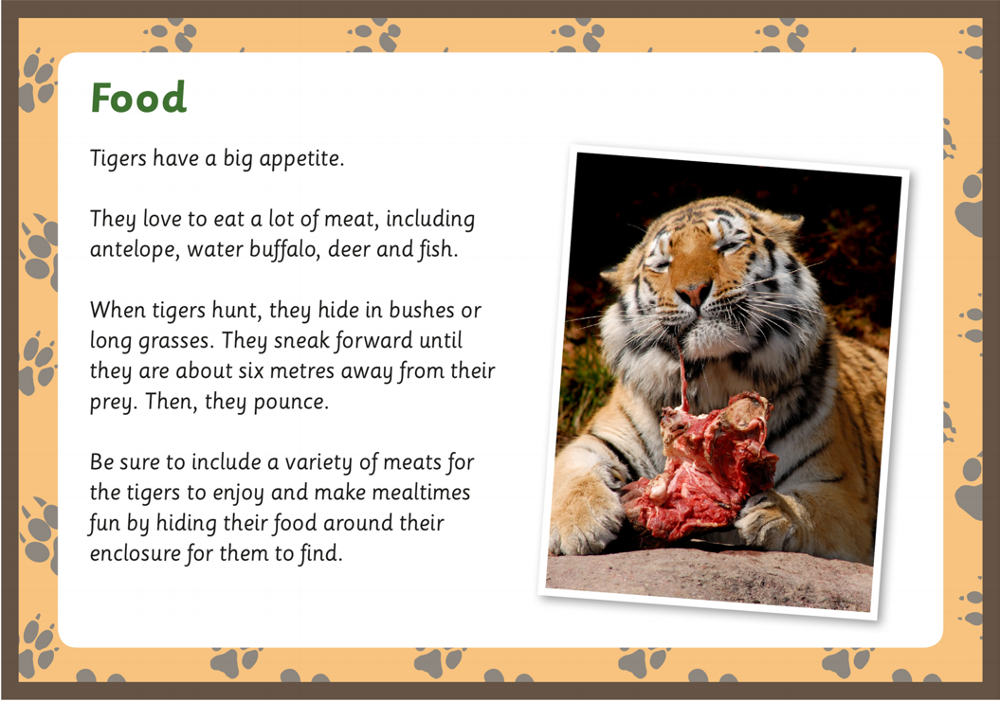 Food
Tigers have a big appetite.
They love to eat a lot of meat, including
antelope, water buffalo, deer and fish.
When tigers hunt, they hide in bushes or
long grasses. They sneak forward until
they are about six metres away from their
prey. Then, they pounce.
Be sure to include a variety of meats for
the tigers to enjoy and make mealtimes
fun by hiding their food around their
enclosure for them to find.